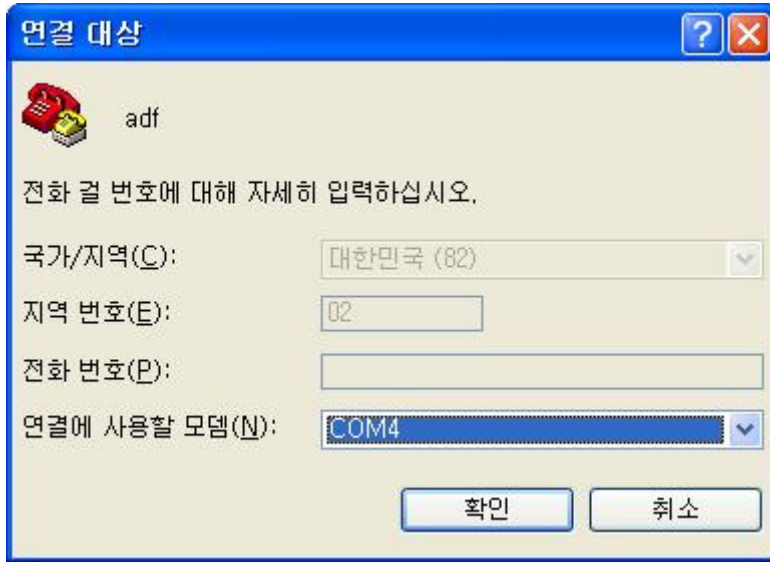 연결 대상
adf
전화 걸 번호에 대해 자세히 입력하십시오.
국가/지역(C): 대한민국 (82)
지역 번호(E): 02
전화 번호(P):
연결에 사용할 모뎀(N): COM4
확인 취소